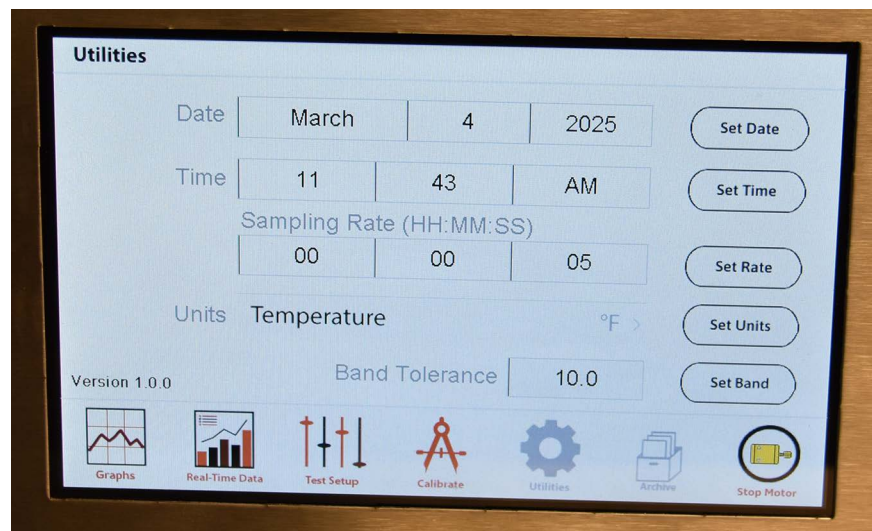 Utilities
Date March 4 2025 Set Date
Time 11 43 AM Set Time
Sampling Rate (HH:MM:SS)
00 00 05 Set Rate
Units Temperature °F > Set Units
Band Tolerance 10.0 Set Band
Version 1.0.0
Graphs Real-Time Data Test Setup Calibrate Utilities Archive Stop Motor